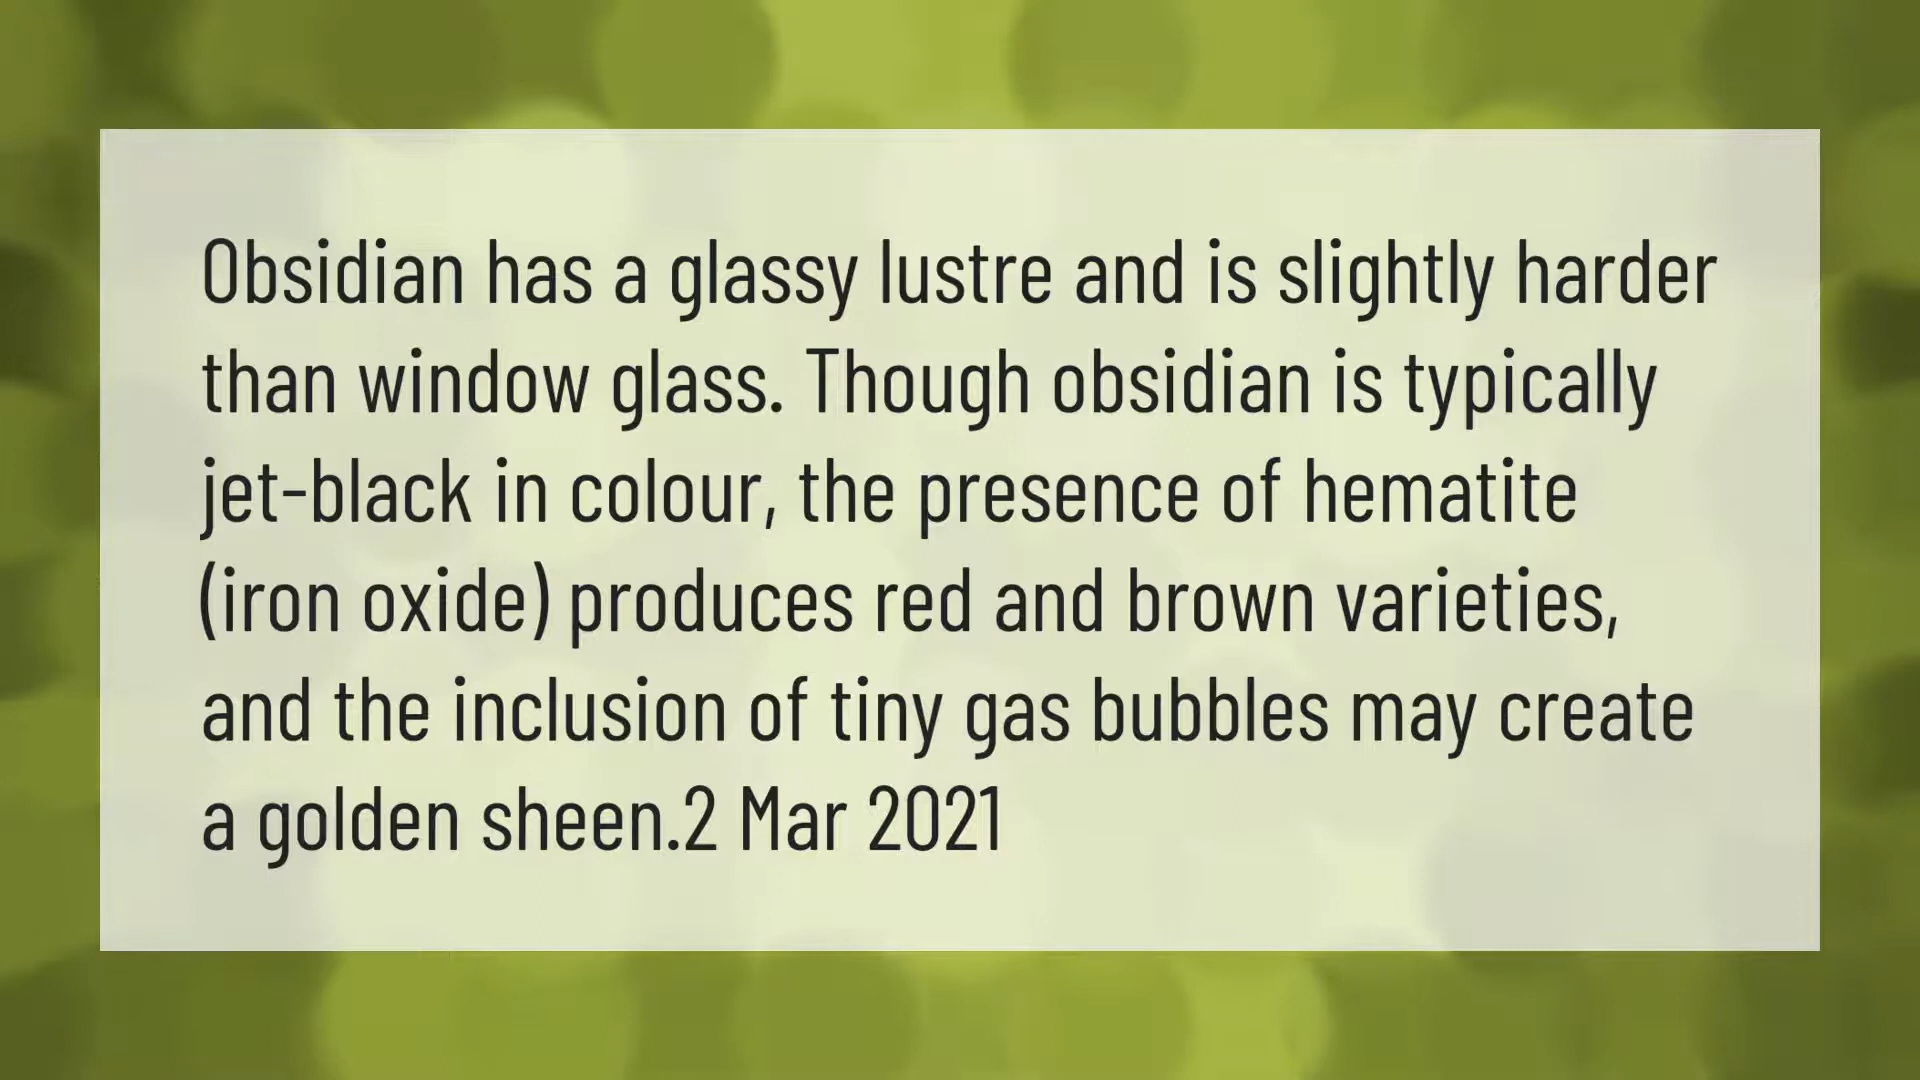 Obsidian has a glassy lustre and is slightly harder
than window glass. Though obsidian is typically
jet-black in colour, the presence of hematite
(iron oxide) produces red and brown varieties,
and the inclusion of tiny gas bubbles may create
a golden sheen.2 Mar 2021